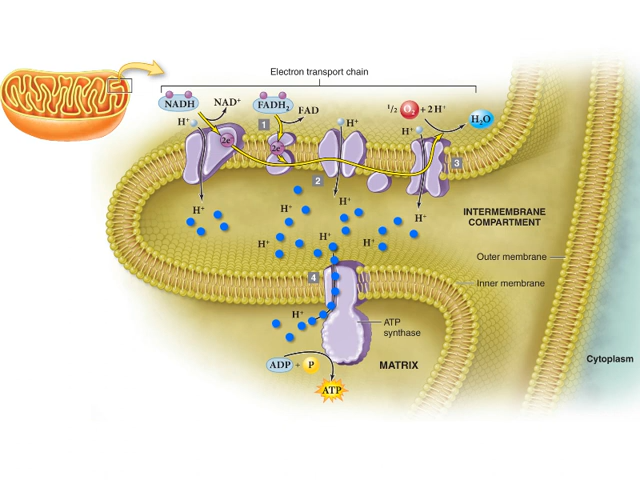 Electron transport chain
NADH
NAD⁺
FADH₂
FAD
1/2 O₂ + 2 H⁺
H₂O
H⁺
1
H⁺
H⁺
2e⁻
2e⁻
3
2
H⁺
H⁺
H⁺
H⁺
INTERMEMBRANE
COMPARTMENT
H⁺
H⁺
H⁺
Outer membrane
4
Inner membrane
H⁺
ATP
synthase
Cytoplasm
ADP + P
MATRIX
ATP